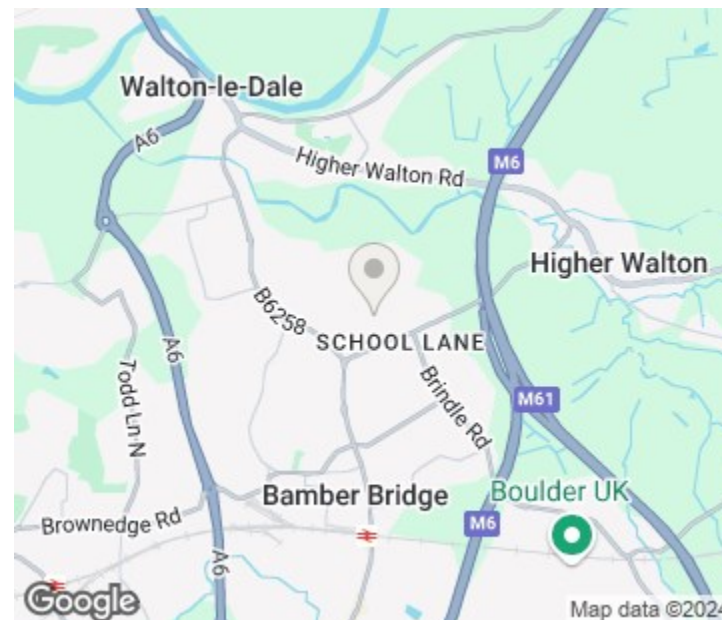 Walton-le-Dale
A6
Higher Walton Rd
M6
Higher Walton
B6258
SCHOOL LANE
A6
Todd Ln N
Brindle Rd
M61
Boulder UK
Bamber Bridge
M6
Brownedge Rd
A6
Google
Map data ©2024